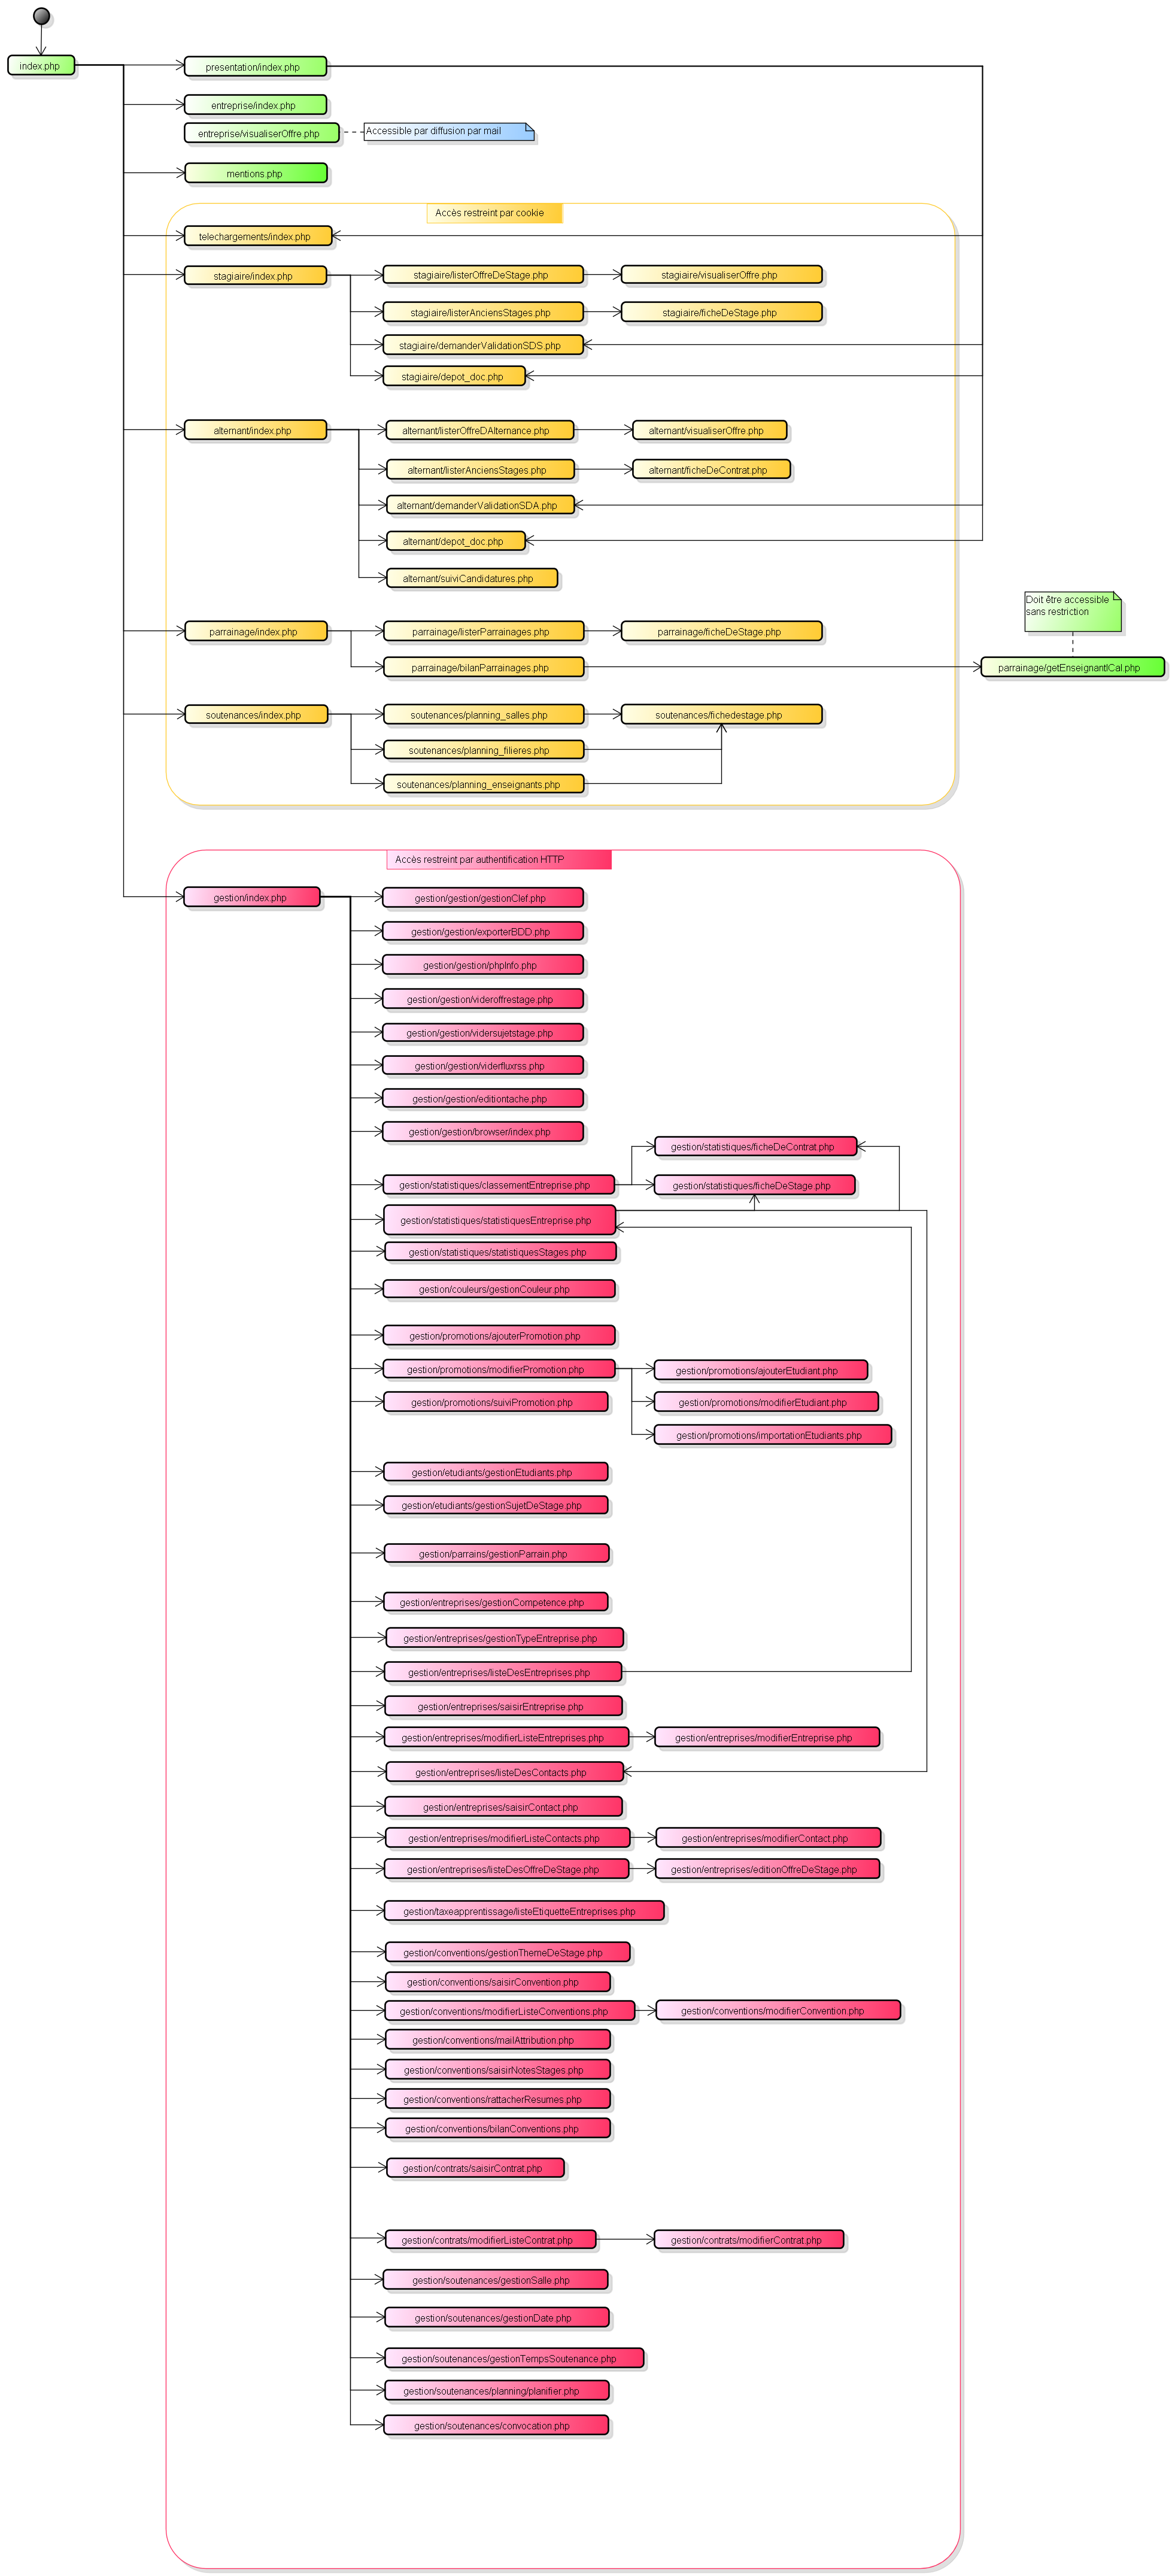 index.php
presentation/index.php
entreprise/index.php
entreprise/visualiserOffre.php
Accessible par diffusion par mail
mentions.php
Accès restreint par cookie
telechargements/index.php
stagiaire/index.php
stagiaire/listerOffreDeStage.php
stagiaire/visualiserOffre.php
stagiaire/listerAnciensStages.php
stagiaire/ficheDeStage.php
stagiaire/demanderValidationSDS.php
stagiaire/depot_doc.php
alternant/index.php
alternant/listerOffreDAlternance.php
alternant/visualiserOffre.php
alternant/listerAnciensStages.php
alternant/ficheDeContrat.php
alternant/demanderValidationSDA.php
alternant/depot_doc.php
alternant/suiviCandidatures.php
Doit être accessible
sans restriction
parrainage/index.php
parrainage/listerParrainages.php
parrainage/ficheDeStage.php
parrainage/bilanParrainages.php
parrainage/getEnseignantICal.php
soutenances/index.php
soutenances/planning_salles.php
soutenances/fichedestage.php
soutenances/planning_filieres.php
soutenances/planning_enseignants.php
Accès restreint par authentification HTTP
gestion/index.php
gestion/gestion/gestionClef.php
gestion/gestion/exporterBDD.php
gestion/gestion/phpInfo.php
gestion/gestion/videroffrestage.php
gestion/gestion/vidersujetstage.php
gestion/gestion/viderfluxrss.php
gestion/gestion/editiontache.php
gestion/gestion/browser/index.php
gestion/statistiques/ficheDeContrat.php
gestion/statistiques/classementEntreprise.php
gestion/statistiques/ficheDeStage.php
gestion/statistiques/statistiquesEntreprise.php
gestion/statistiques/statistiquesStages.php
gestion/couleurs/gestionCouleur.php
gestion/promotions/ajouterPromotion.php
gestion/promotions/modifierPromotion.php
gestion/promotions/ajouterEtudiant.php
gestion/promotions/suiviPromotion.php
gestion/promotions/modifierEtudiant.php
gestion/promotions/importationEtudiants.php
gestion/etudiants/gestionEtudiants.php
gestion/etudiants/gestionSujetDeStage.php
gestion/parrains/gestionParrain.php
gestion/entreprises/gestionCompetence.php
gestion/entreprises/gestionTypeEntreprise.php
gestion/entreprises/listeDesEntreprises.php
gestion/entreprises/saisirEntreprise.php
gestion/entreprises/modifierListeEntreprises.php
gestion/entreprises/modifierEntreprise.php
gestion/entreprises/listeDesContacts.php
gestion/entreprises/saisirContact.php
gestion/entreprises/modifierListeContacts.php
gestion/entreprises/modifierContact.php
gestion/entreprises/listeDesOffreDeStage.php
gestion/entreprises/editionOffreDeStage.php
gestion/taxeapprentissage/listeEtiquetteEntreprises.php
gestion/conventions/gestionThemeDeStage.php
gestion/conventions/saisirConvention.php
gestion/conventions/modifierListeConventions.php
gestion/conventions/modifierConvention.php
gestion/conventions/mailAttribution.php
gestion/conventions/saisirNotesStages.php
gestion/conventions/rattacherResumes.php
gestion/conventions/bilanConventions.php
gestion/contrats/saisirContrat.php
gestion/contrats/modifierListeContrat.php
gestion/contrats/modifierContrat.php
gestion/soutenances/gestionSalle.php
gestion/soutenances/gestionDate.php
gestion/soutenances/gestionTempsSoutenance.php
gestion/soutenances/planning/planifier.php
gestion/soutenances/convocation.php